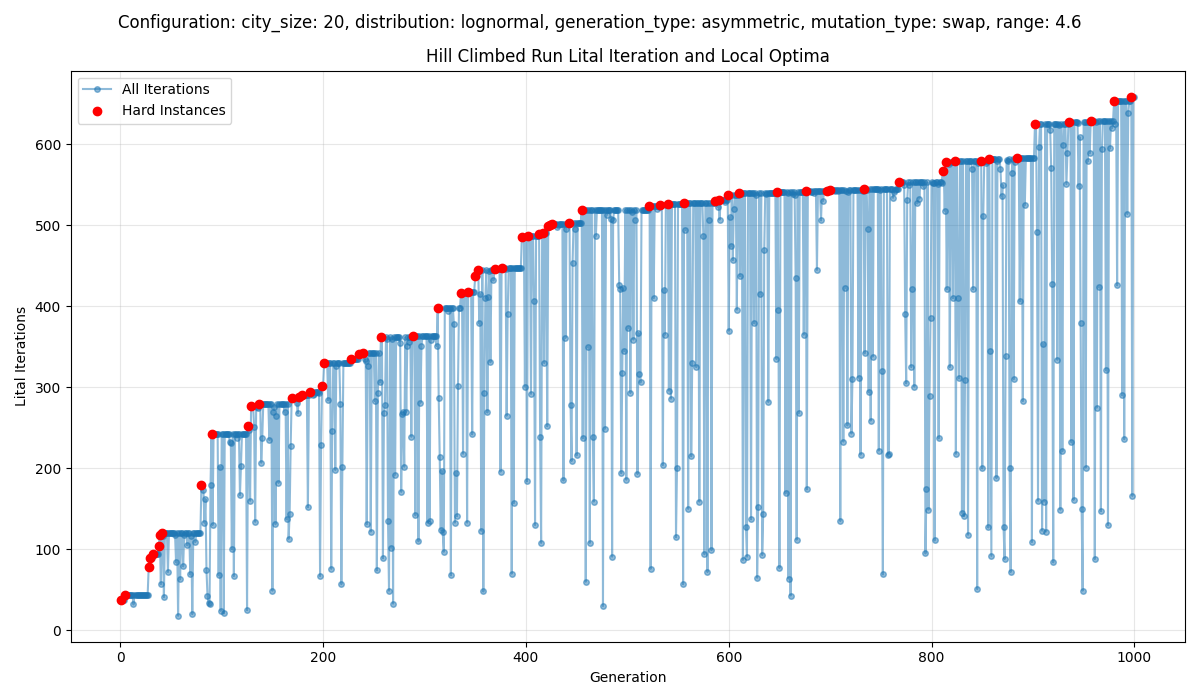 Configuration: city_size: 20, distribution: lognormal, generation_type: asymmetric, mutation_type: swap, range: 4.6
Hill Climbed Run Lital Iteration and Local Optima
All Iterations
Hard Instances
Lital Iterations
600
500
400
300
200
100
0
0 200 400 600 800 1000
Generation